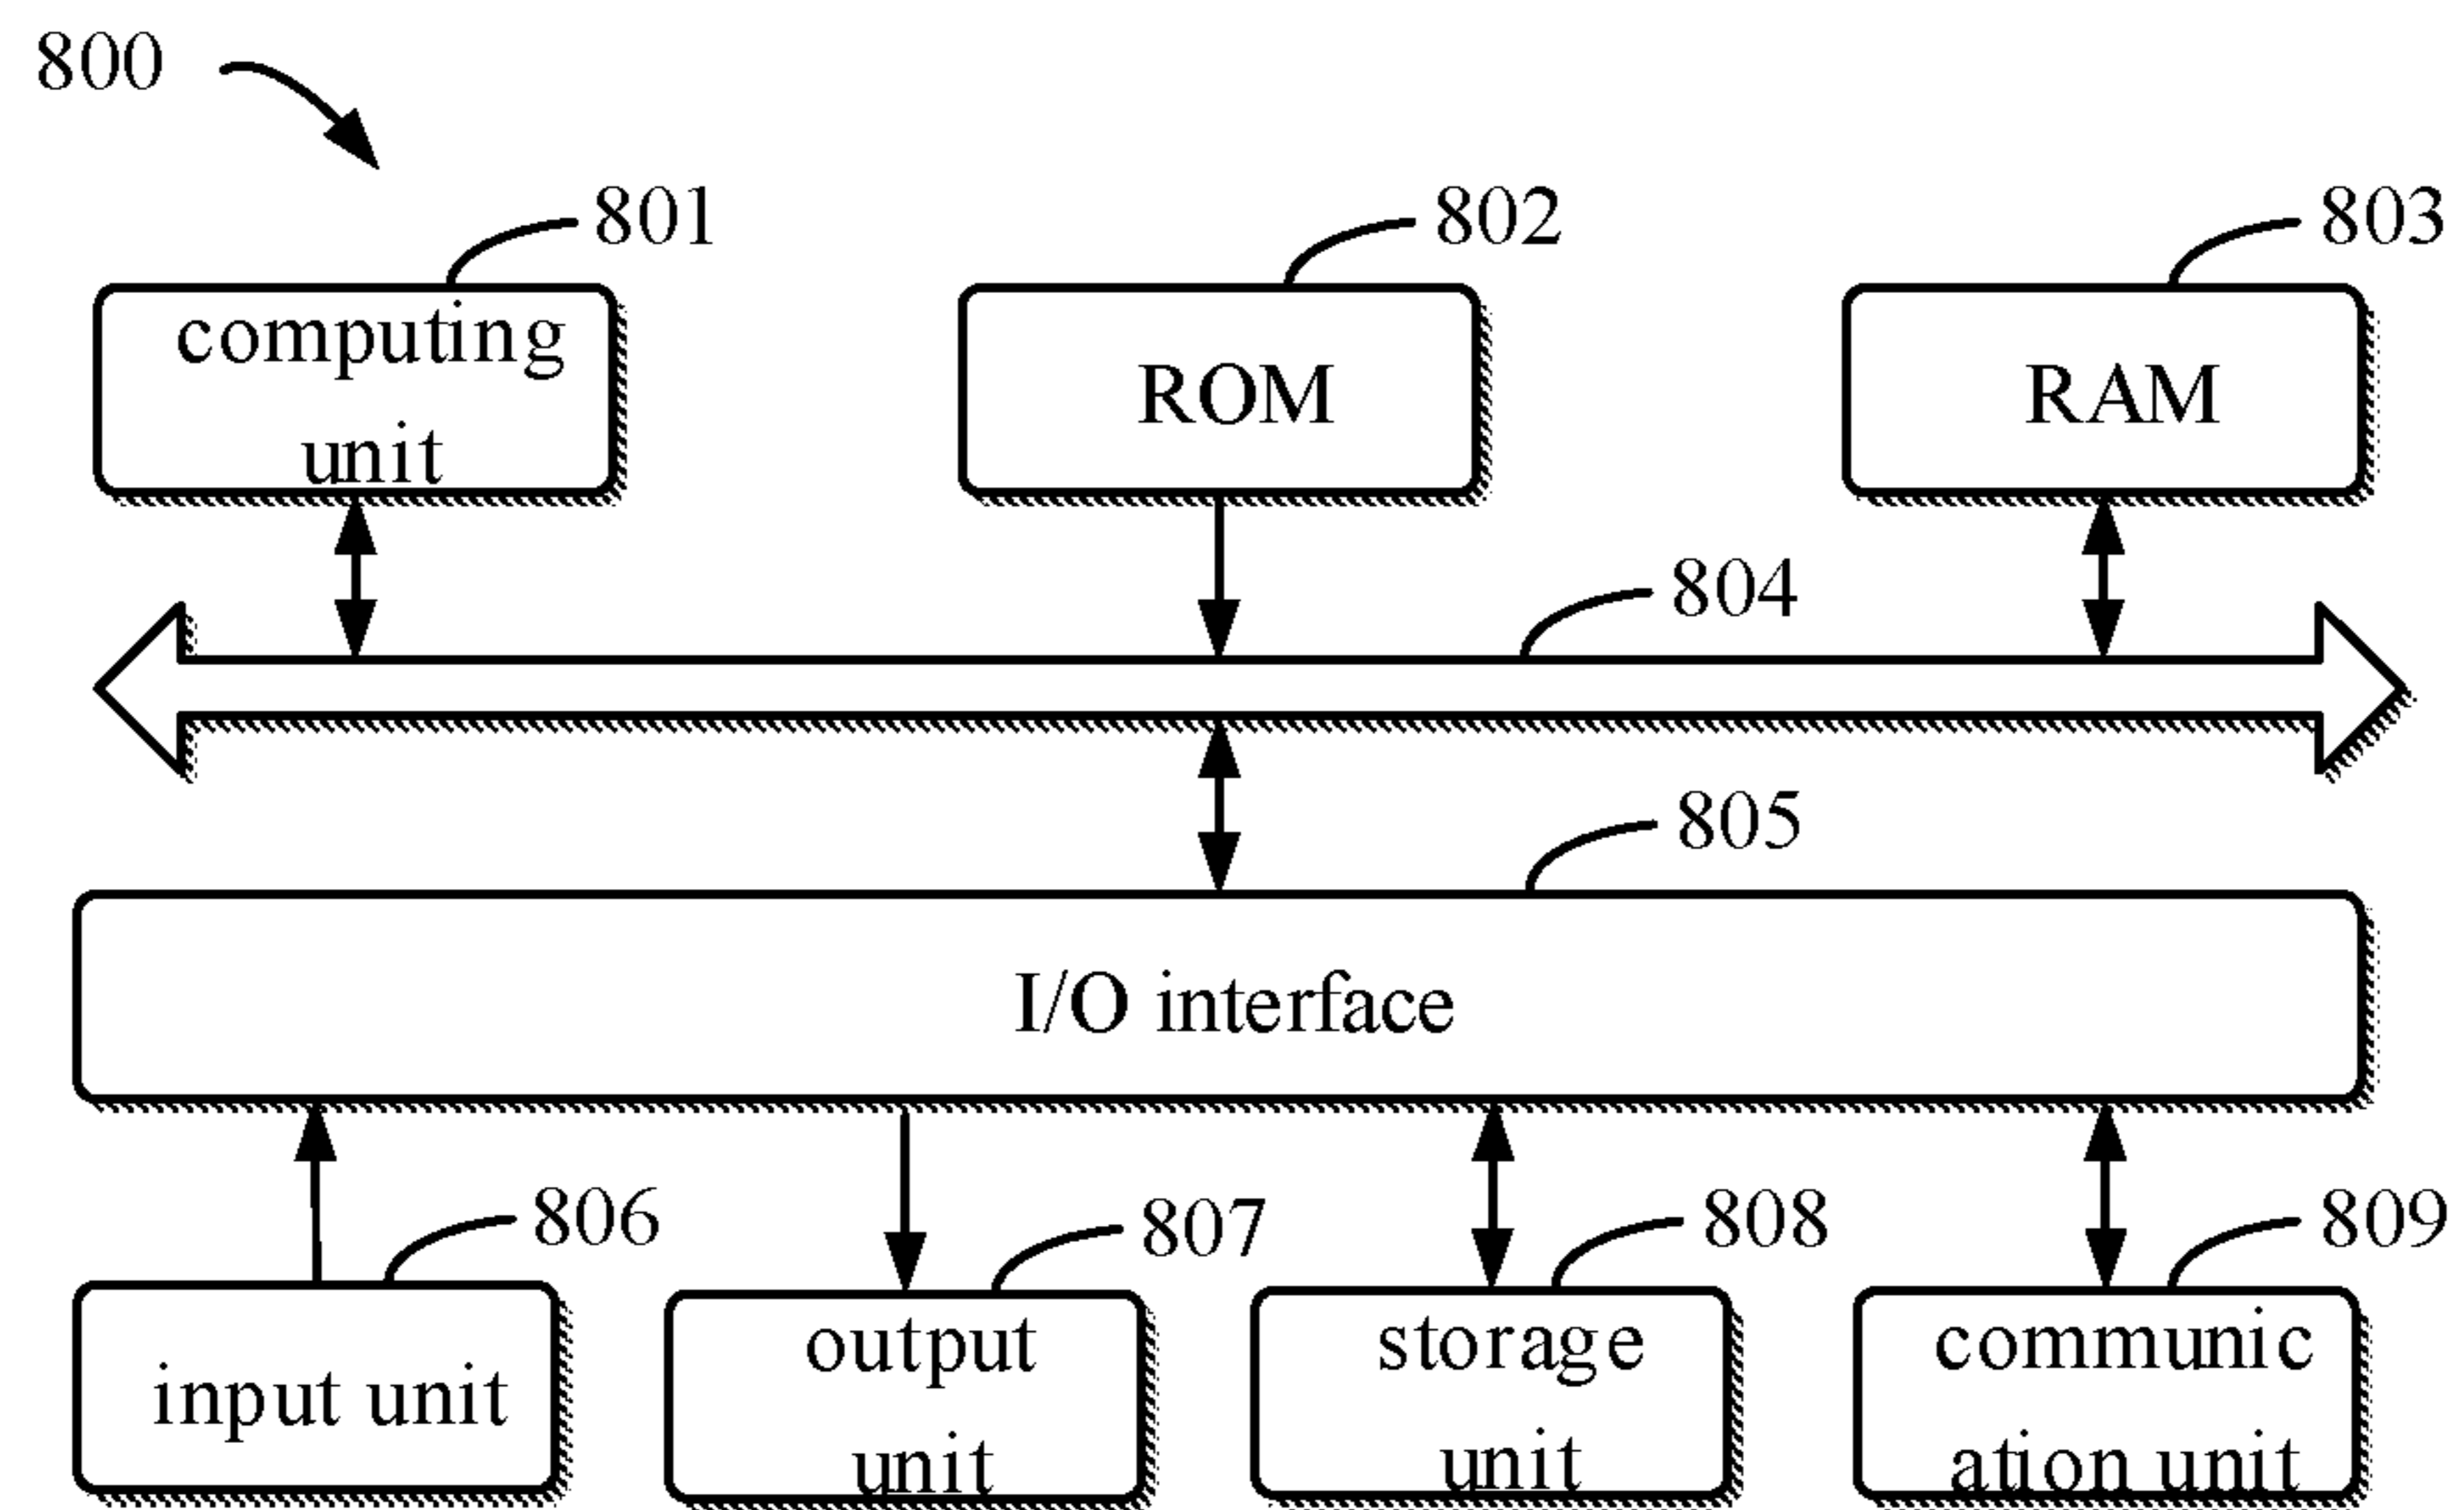 800
801
802
803
computing
unit
ROM
RAM
804
805
I/O interface
806
807
808
809
input unit
output
unit
storage
unit
communic
ation unit